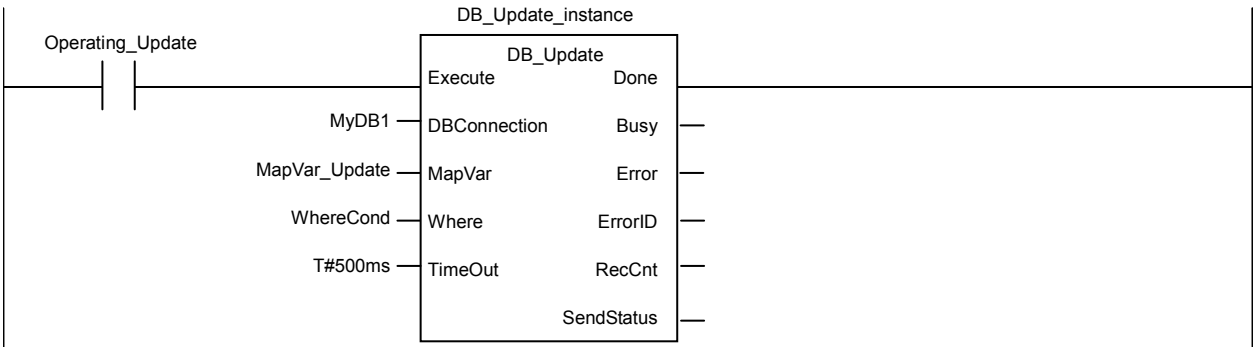 DB_Update_instance
Operating_Update
DB_Update
Execute Done
MyDB1 DBConnection Busy
MapVar_Update MapVar Error
WhereCond Where ErrorID
T#500ms TimeOut RecCnt
SendStatus